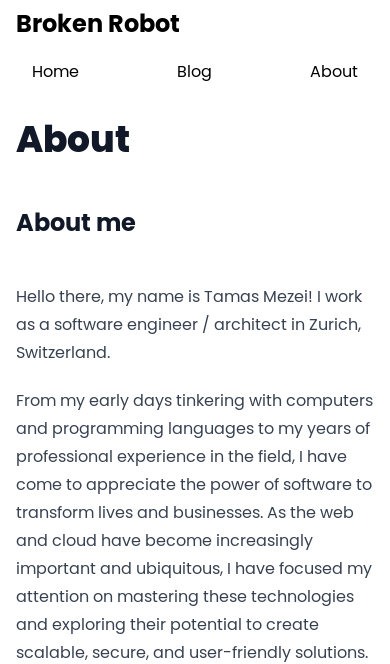 Broken Robot
Home Blog About
About
About me
Hello there, my name is Tamas Mezei! I work
as a software engineer / architect in Zurich,
Switzerland.
From my early days tinkering with computers
and programming languages to my years of
professional experience in the field, I have
come to appreciate the power of software to
transform lives and businesses. As the web
and cloud have become increasingly
important and ubiquitous, I have focused my
attention on mastering these technologies
and exploring their potential to create
scalable, secure, and user-friendly solutions.